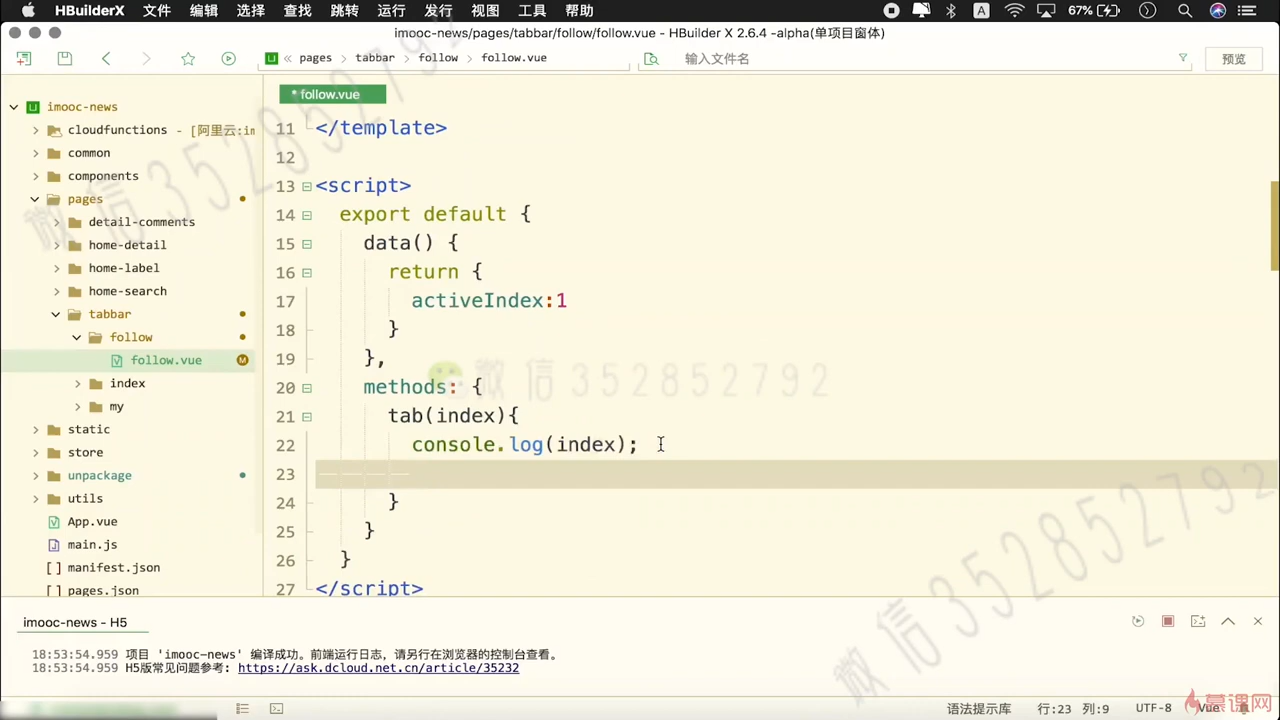 HBuilderX 文件 编辑 选择 查找 跳转 运行 发行 视图 工具 帮助 A 67%
imooc-news/pages/tabbar/follow/follow.vue - HBuilder X 2.6.4 -alpha(单项目窗体)
« pages > tabbar > follow > follow.vue 输入文件名 预览
imooc-news
cloudfunctions - [阿里云:im
common
components
pages
detail-comments
home-detail
home-label
home-search
tabbar
follow
follow.vue M
index
my
static
store
unpackage
utils
App.vue
main.js
manifest.json
pages.json
* follow.vue
11 </template>
12
13 <script>
14 export default {
15 data() {
16 return {
17 activeIndex:1
18 }
19 },
20 methods: {
21 tab(index){
22 console.log(index);
23
24 }
25 }
26 }
27 </script>
微信 352852792
微信 352852792
微信 352852792
imooc-news - H5
18:53:54.959 项目 'imooc-news' 编译成功。前端运行日志，请另行在浏览器的控制台查看。
18:53:54.959 H5版常见问题参考: https://ask.dcloud.net.cn/article/35232
语法提示库 行:23 列:9 UTF-8 Vue
慕课网